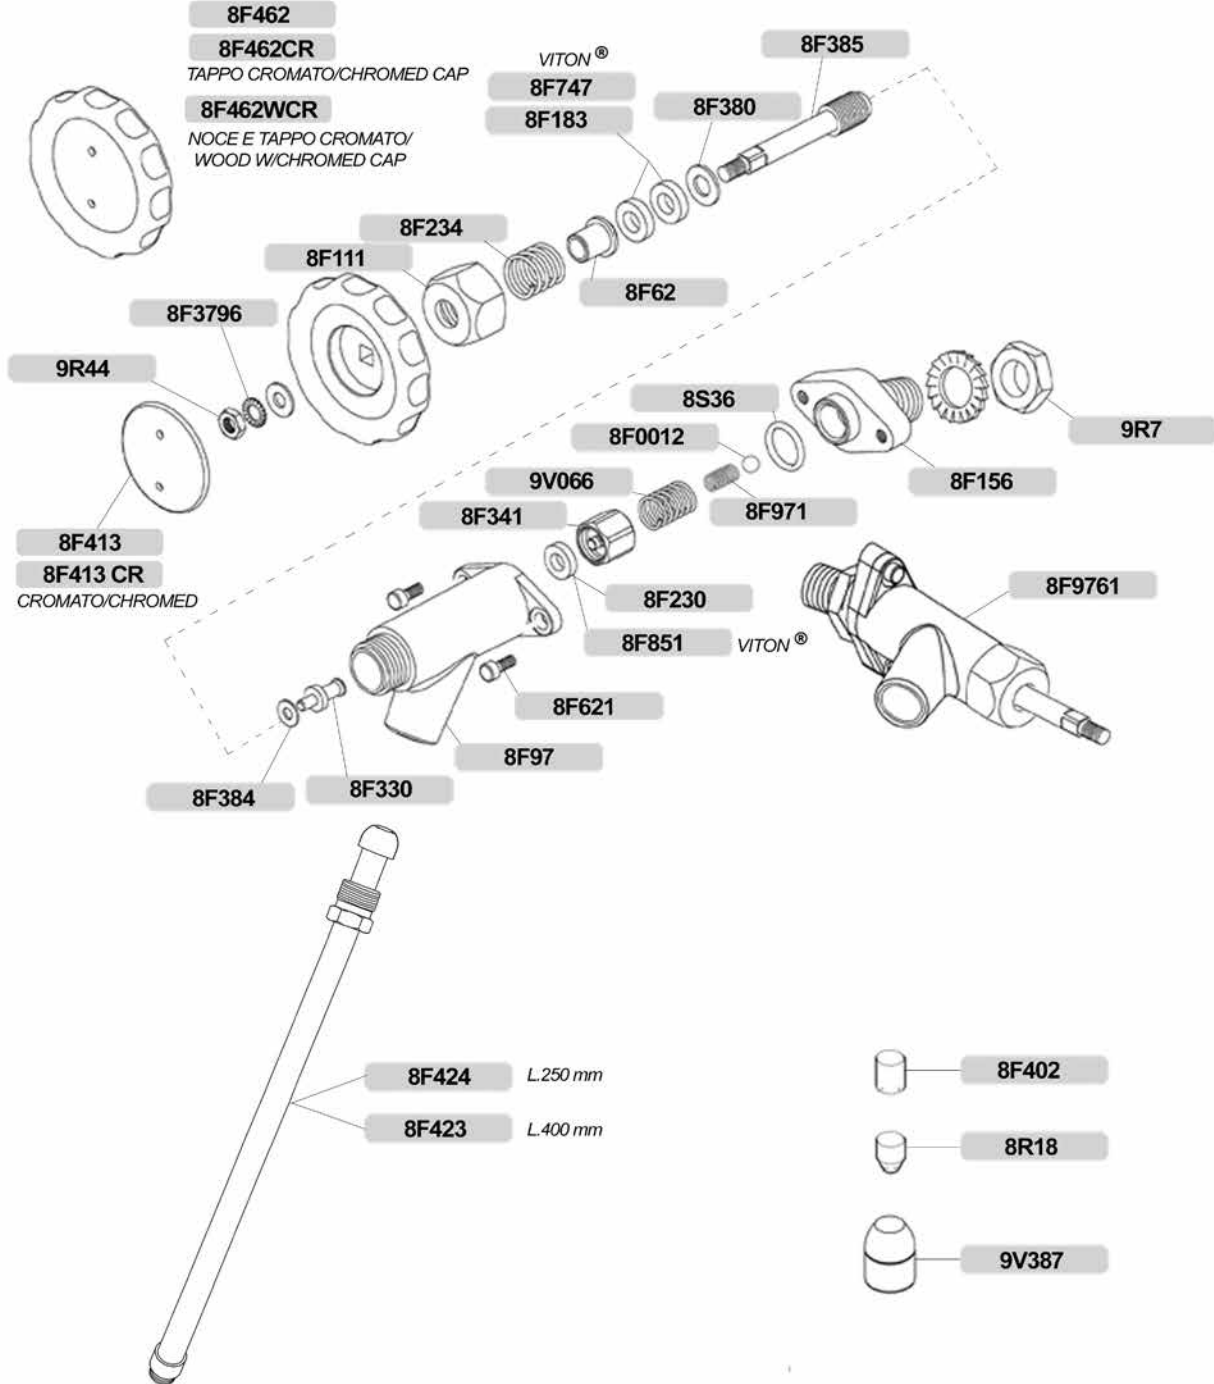 8F462
8F462CR
TAPPO CROMATO/CHROMED CAP
8F462WCR
NOCE E TAPPO CROMATO/
WOOD W/CHROMED CAP
VITON ®
8F747
8F183
8F385
8F380
8F234
8F111
8F62
8F3796
9R44
8S36
8F0012
9R7
9V066
8F156
8F971
8F341
8F413
8F413 CR
CROMATO/CHROMED
8F230
8F9761
8F851 VITON ®
8F621
8F97
8F330
8F384
8F424 L.250 mm
8F423 L.400 mm
8F402
8R18
9V387